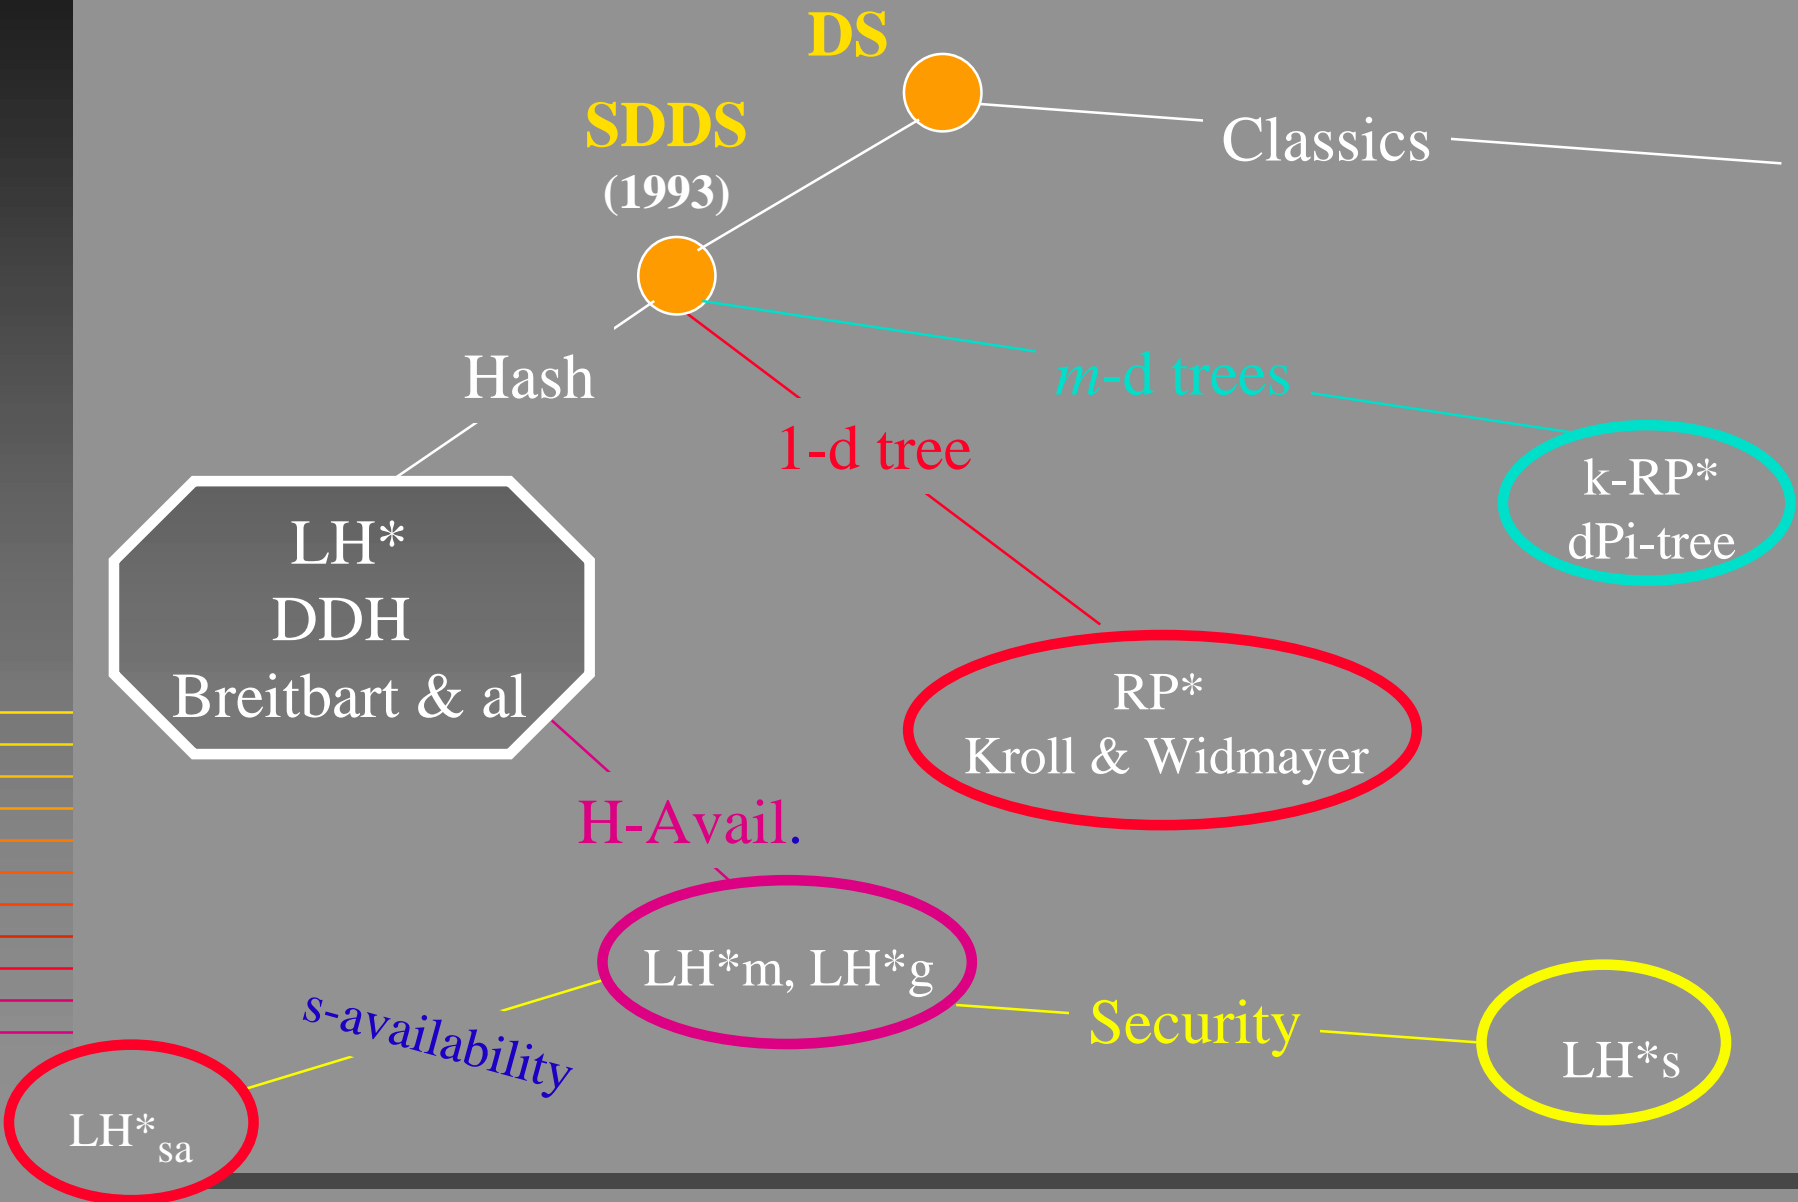 DS
SDDS
(1993)
Classics
Hash
m-d trees
1-d tree
k-RP*
dPi-tree
LH*
DDH
Breitbart & al
RP*
Kroll & Widmayer
H-Avail.
LH*m, LH*g
s-availability
Security
LH*s
LH*sa